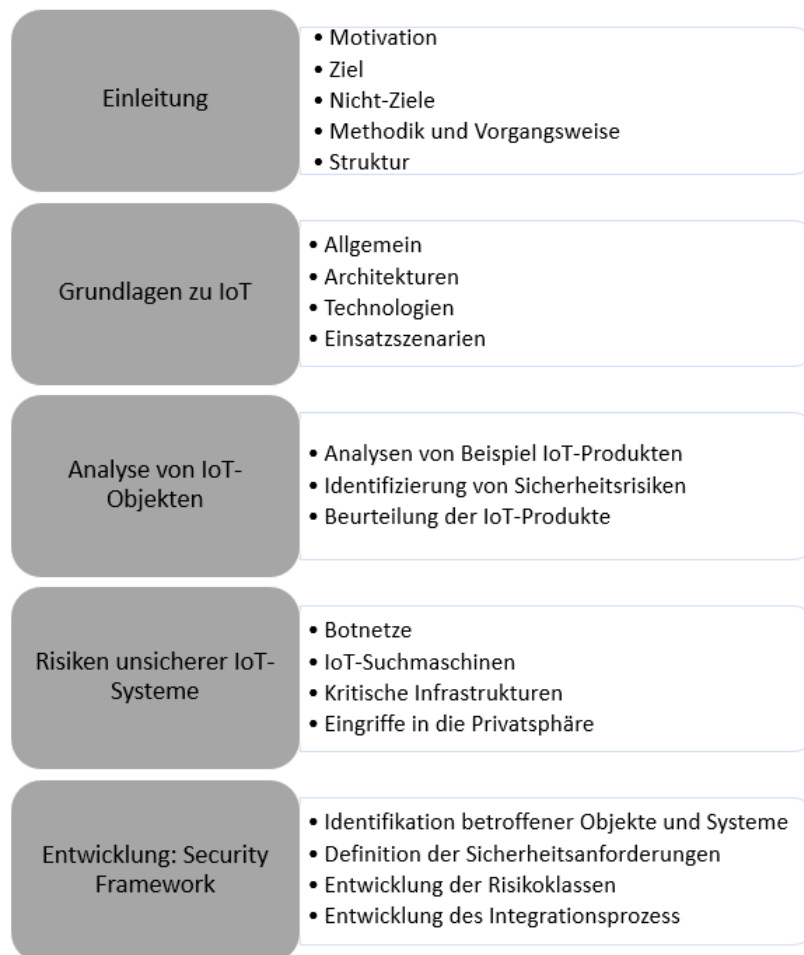 Einleitung
• Motivation
• Ziel
• Nicht-Ziele
• Methodik und Vorgangsweise
• Struktur
Grundlagen zu IoT
• Allgemein
• Architekturen
• Technologien
• Einsatzszenarien
Analyse von IoT-
Objekten
• Analysen von Beispiel IoT-Produkten
• Identifizierung von Sicherheitsrisiken
• Beurteilung der IoT-Produkte
Risiken unsicherer IoT-
Systeme
• Botnetze
• IoT-Suchmaschinen
• Kritische Infrastrukturen
• Eingriffe in die Privatsphäre
Entwicklung: Security
Framework
• Identifikation betroffener Objekte und Systeme
• Definition der Sicherheitsanforderungen
• Entwicklung der Risikoklassen
• Entwicklung des Integrationsprozess